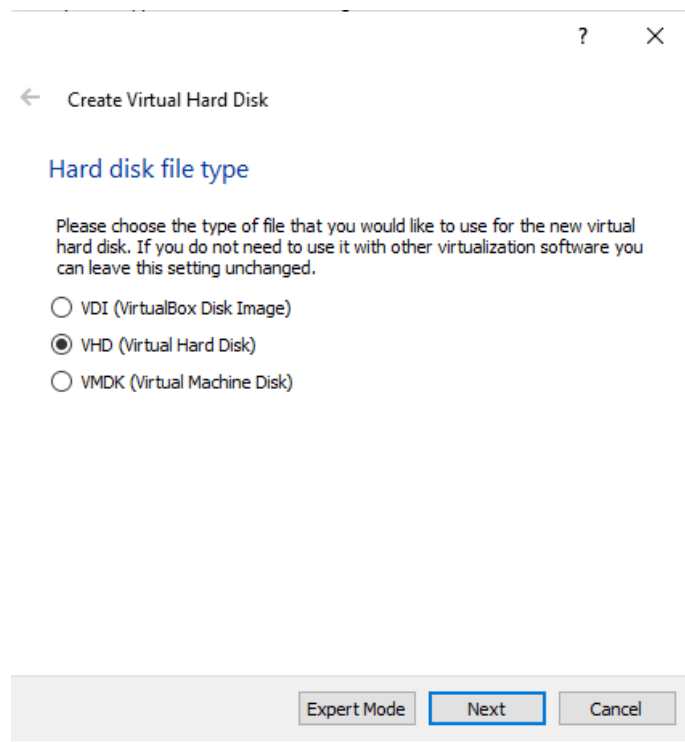 ?
Create Virtual Hard Disk
Hard disk file type
Please choose the type of file that you would like to use for the new virtual
hard disk. If you do not need to use it with other virtualization software you
can leave this setting unchanged.
VDI (VirtualBox Disk Image)
VHD (Virtual Hard Disk)
VMDK (Virtual Machine Disk)
Expert Mode Next Cancel